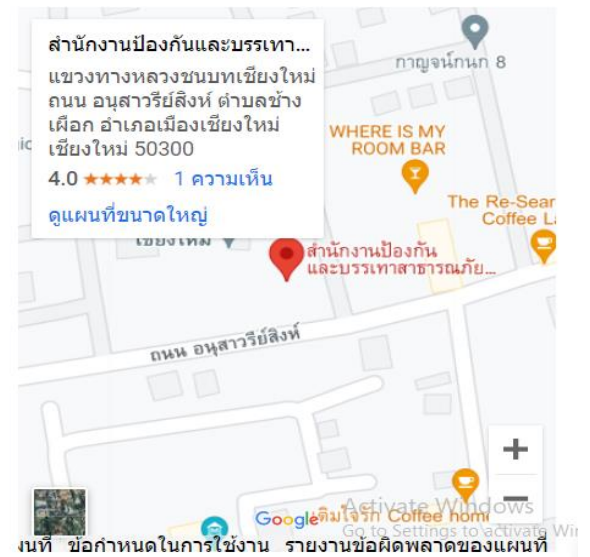 สำนักงานป้องกันและบรรเทา...
แขวงทางหลวงชนบทเชียงใหม่
ถนน อนุสาวรีย์สิงห์ ตำบลช้าง
เผือก อำเภอเมืองเชียงใหม่
เชียงใหม่ 50300
4.0 1 ความเห็น
ดูแผนที่ขนาดใหญ่
กาญจน์กนก 8
WHERE IS MY
ROOM BAR
The Re-Sear
Coffee L
เชียงใหม่
สำนักงานป้องกัน
และบรรเทาสาธารณภัย...
ถนน อนุสาวรีย์สิงห์
+
−
Google
ติมใจรัก Coffee home
Activate Windows
Go to Settings to activate Wi
ข้อกำหนดในการใช้งาน รายงานข้อผิดพลาดของแผนที่